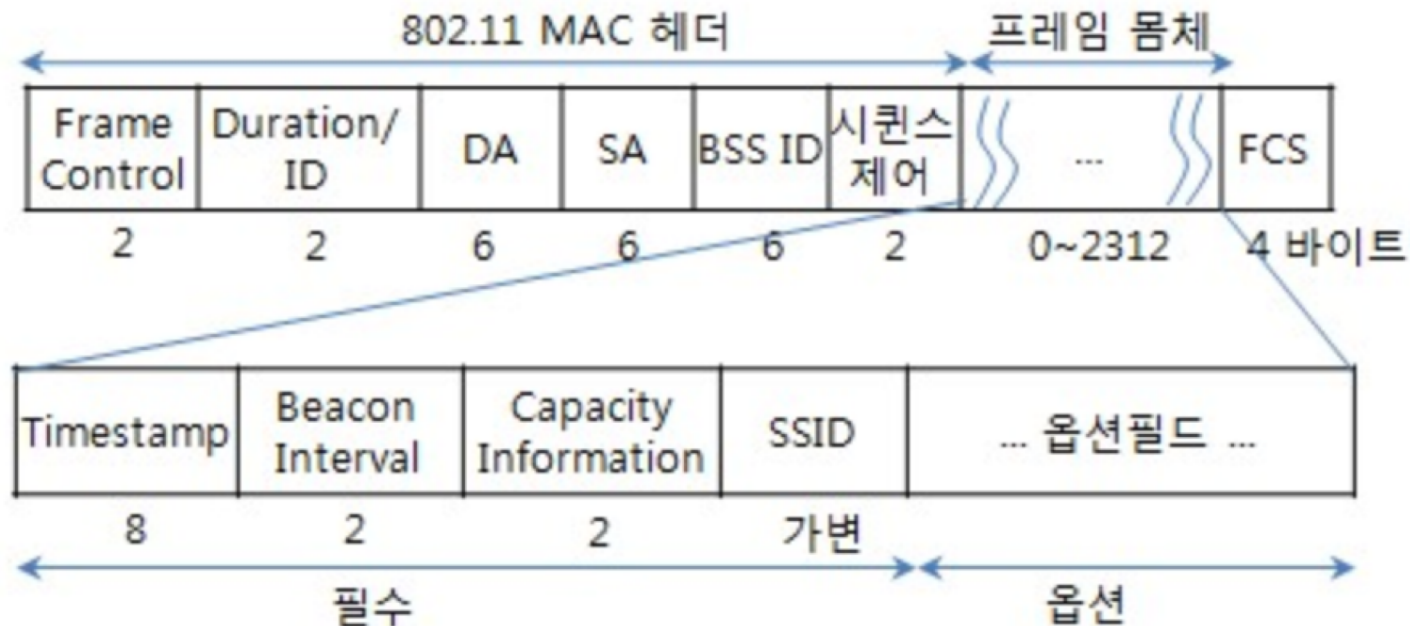 802.11 MAC 헤더 프레임 몸체
Frame Control Duration/ ID DA SA BSS ID 시퀀스 제어 ... FCS
2 2 6 6 6 2 0~2312 4 바이트
Timestamp Beacon Interval Capacity Information SSID ... 옵션필드 ...
8 2 2 가변
필수 옵션